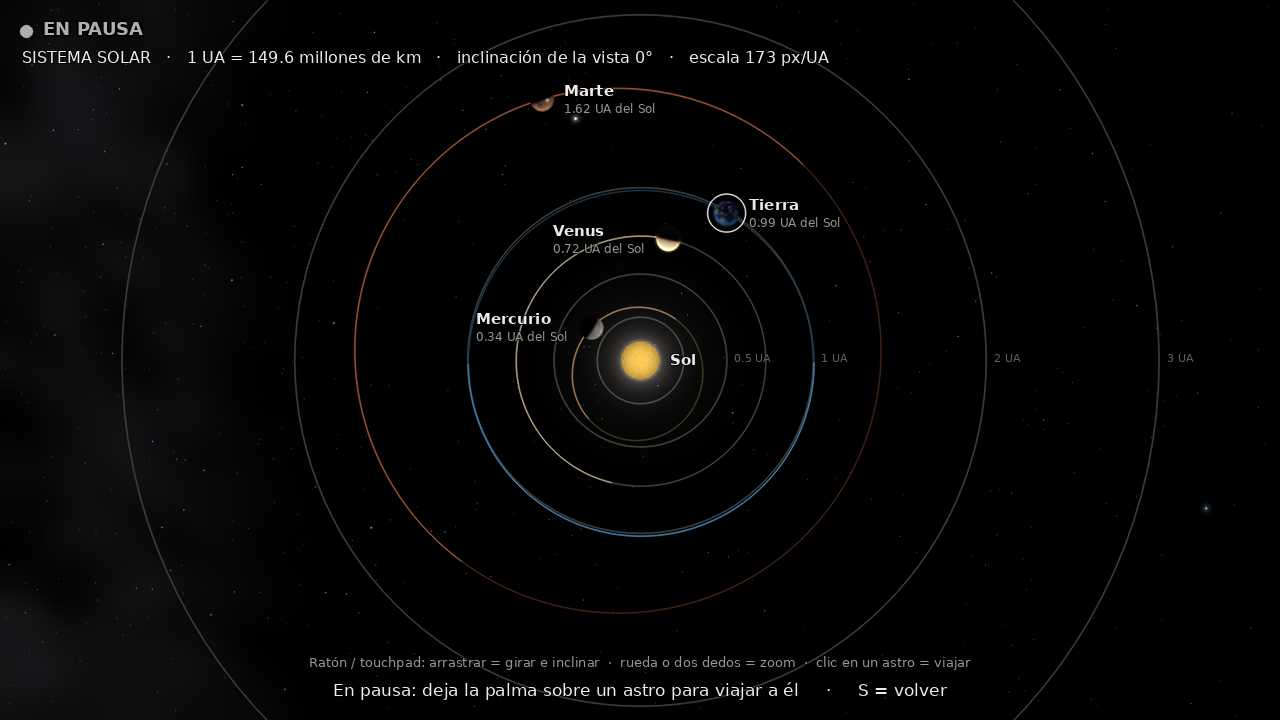 EN PAUSA
SISTEMA SOLAR · 1 UA = 149.6 millones de km · inclinación de la vista 0° · escala 173 px/UA
Marte
1.62 UA del Sol
Tierra
0.99 UA del Sol
Venus
0.72 UA del Sol
Mercurio
0.34 UA del Sol
Sol
0.5 UA
1 UA
2 UA
3 UA
Ratón / touchpad: arrastrar = girar e inclinar · rueda o dos dedos = zoom · clic en un astro = viajar
En pausa: deja la palma sobre un astro para viajar a él · S = volver